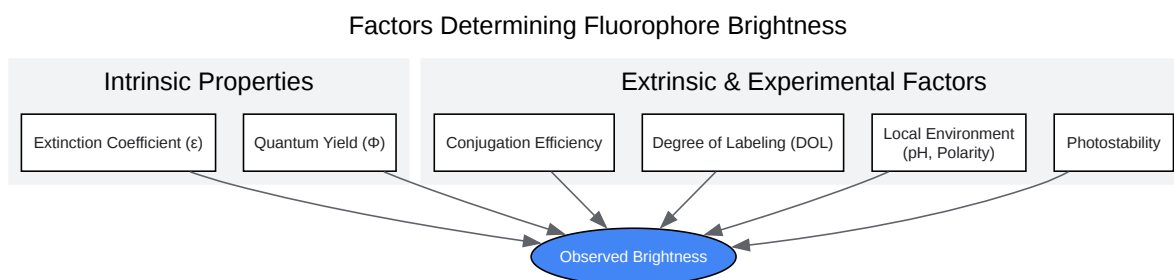 Factors Determining Fluorophore Brightness
Intrinsic Properties
Extrinsic & Experimental Factors
Extinction Coefficient (ε)
Quantum Yield (Φ)
Conjugation Efficiency
Degree of Labeling (DOL)
Local Environment
(pH, Polarity)
Photostability
Observed Brightness